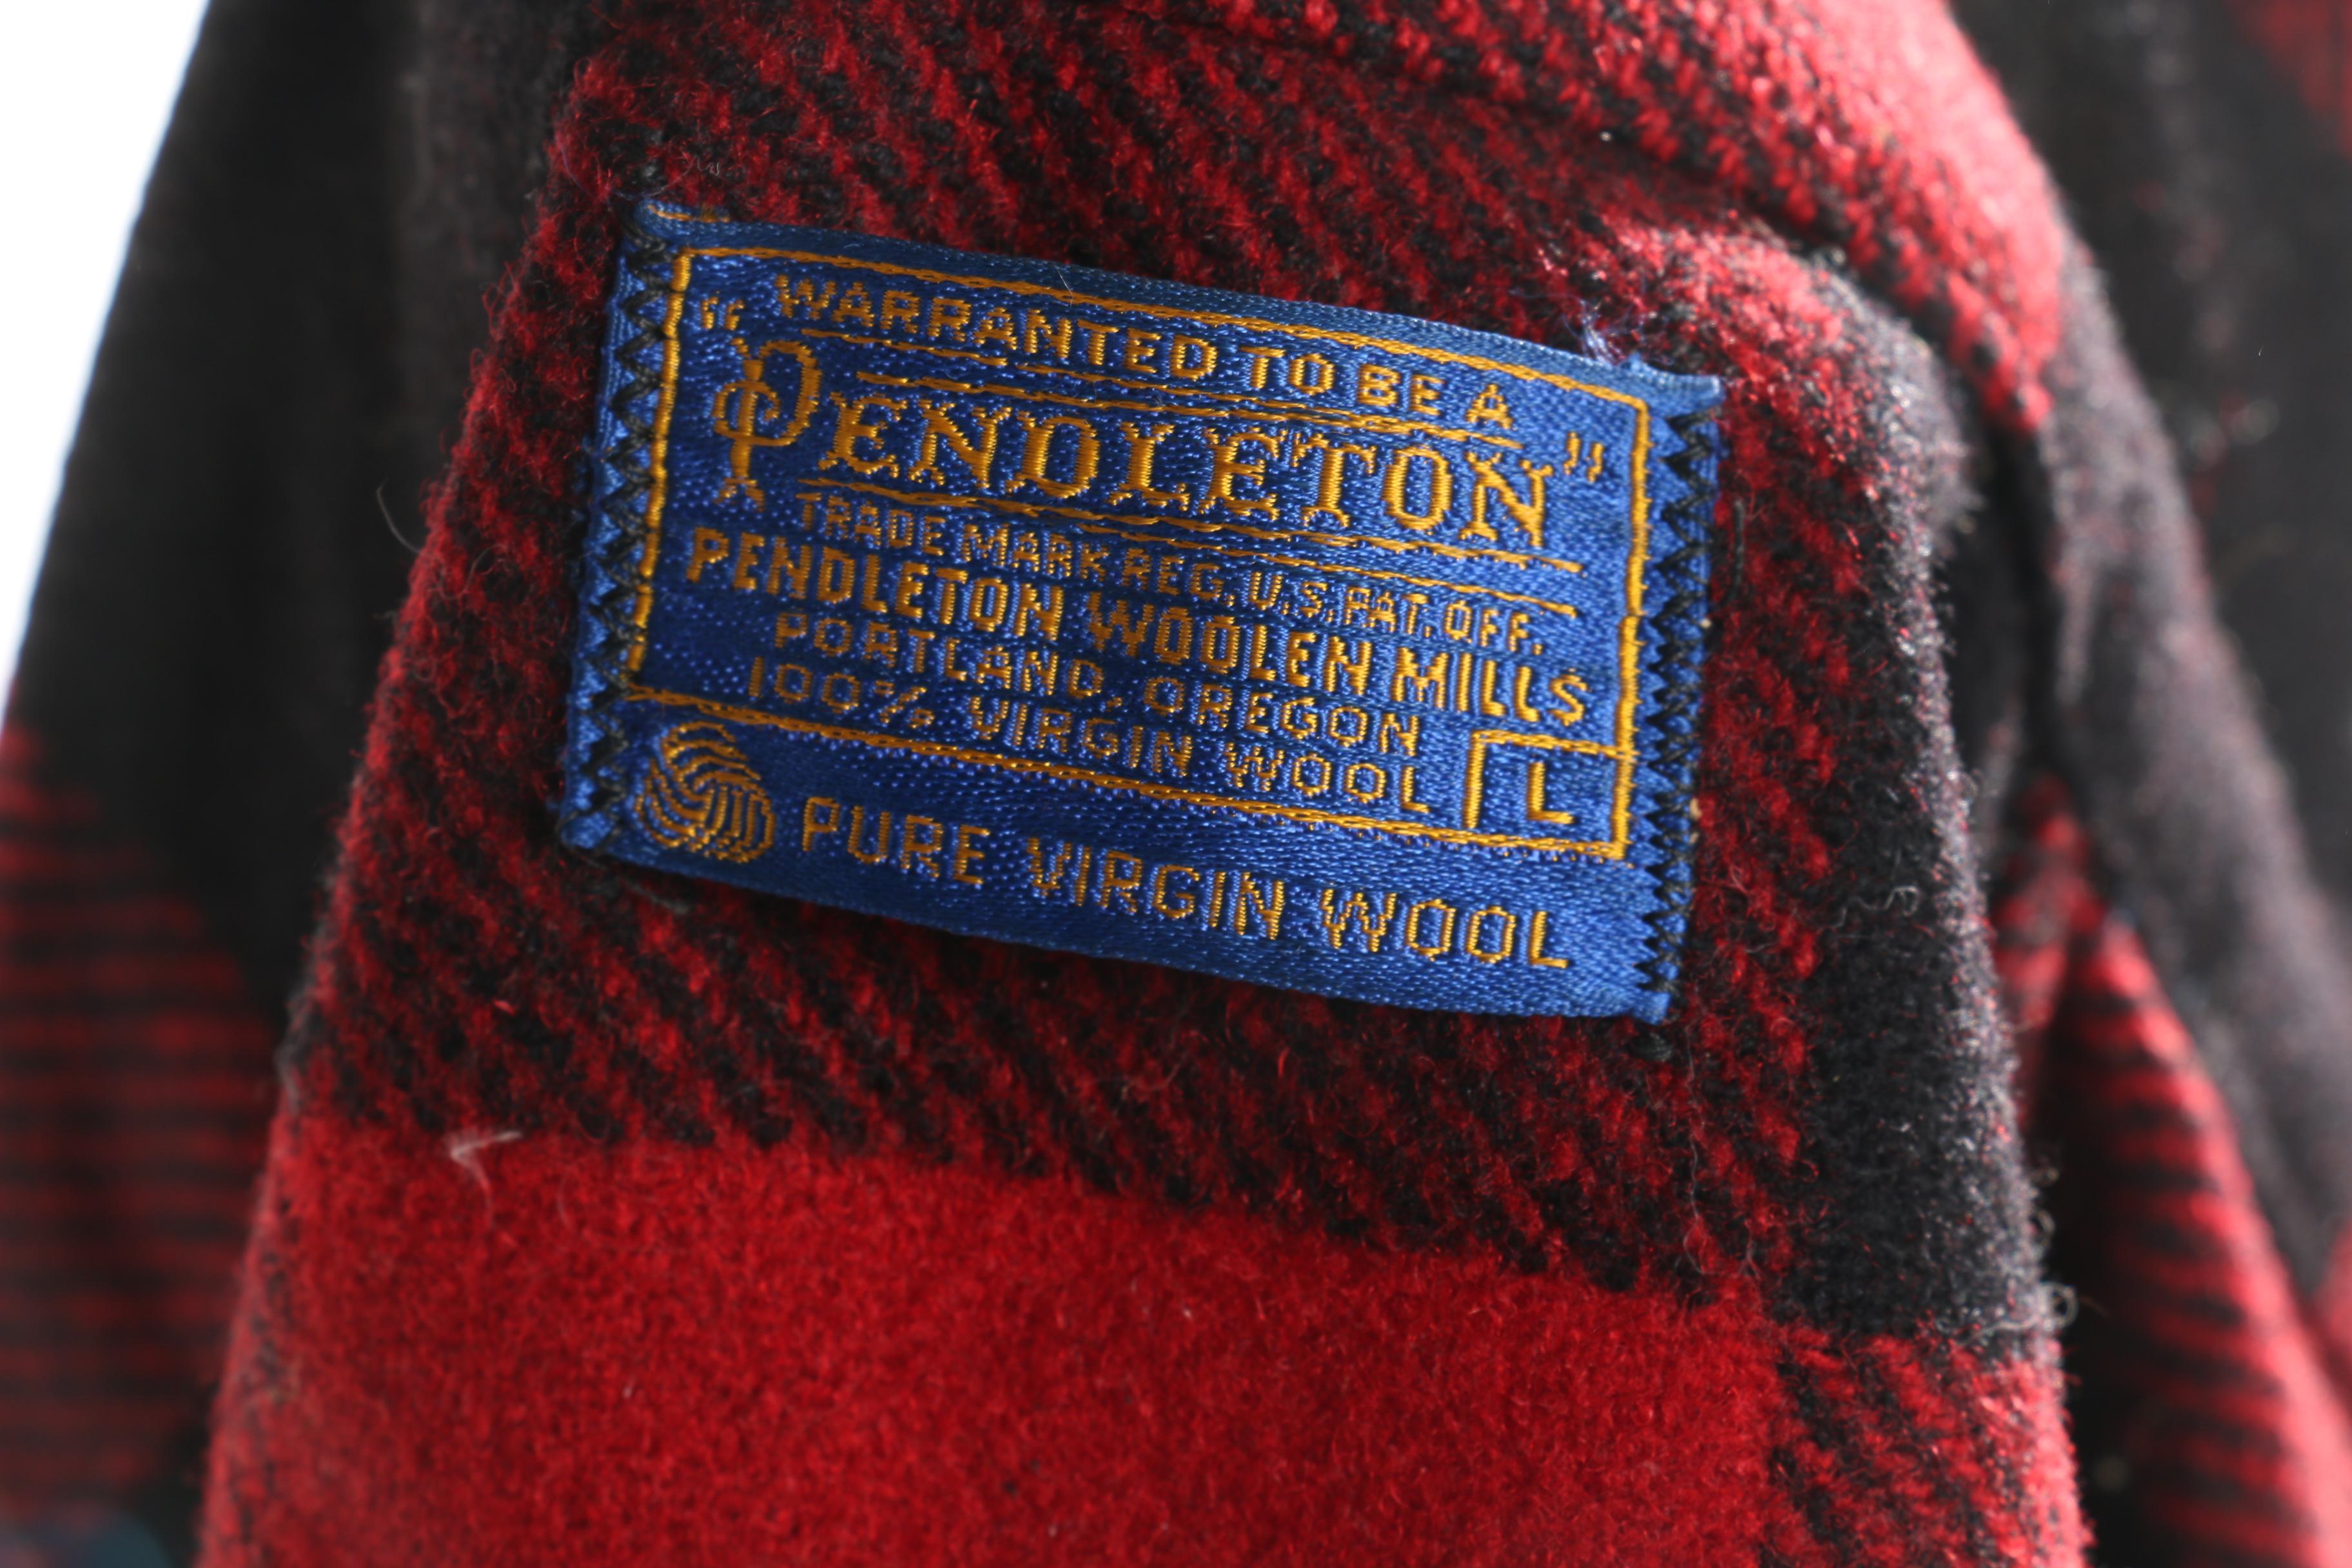 WARRANTED TO BE A
"PENDLETON"
TRADE MARK REG. U.S. PAT. OFF.
PENDLETON WOOLEN MILLS
PORTLAND, OREGON
100% VIRGIN WOOL
L
PURE VIRGIN WOOL